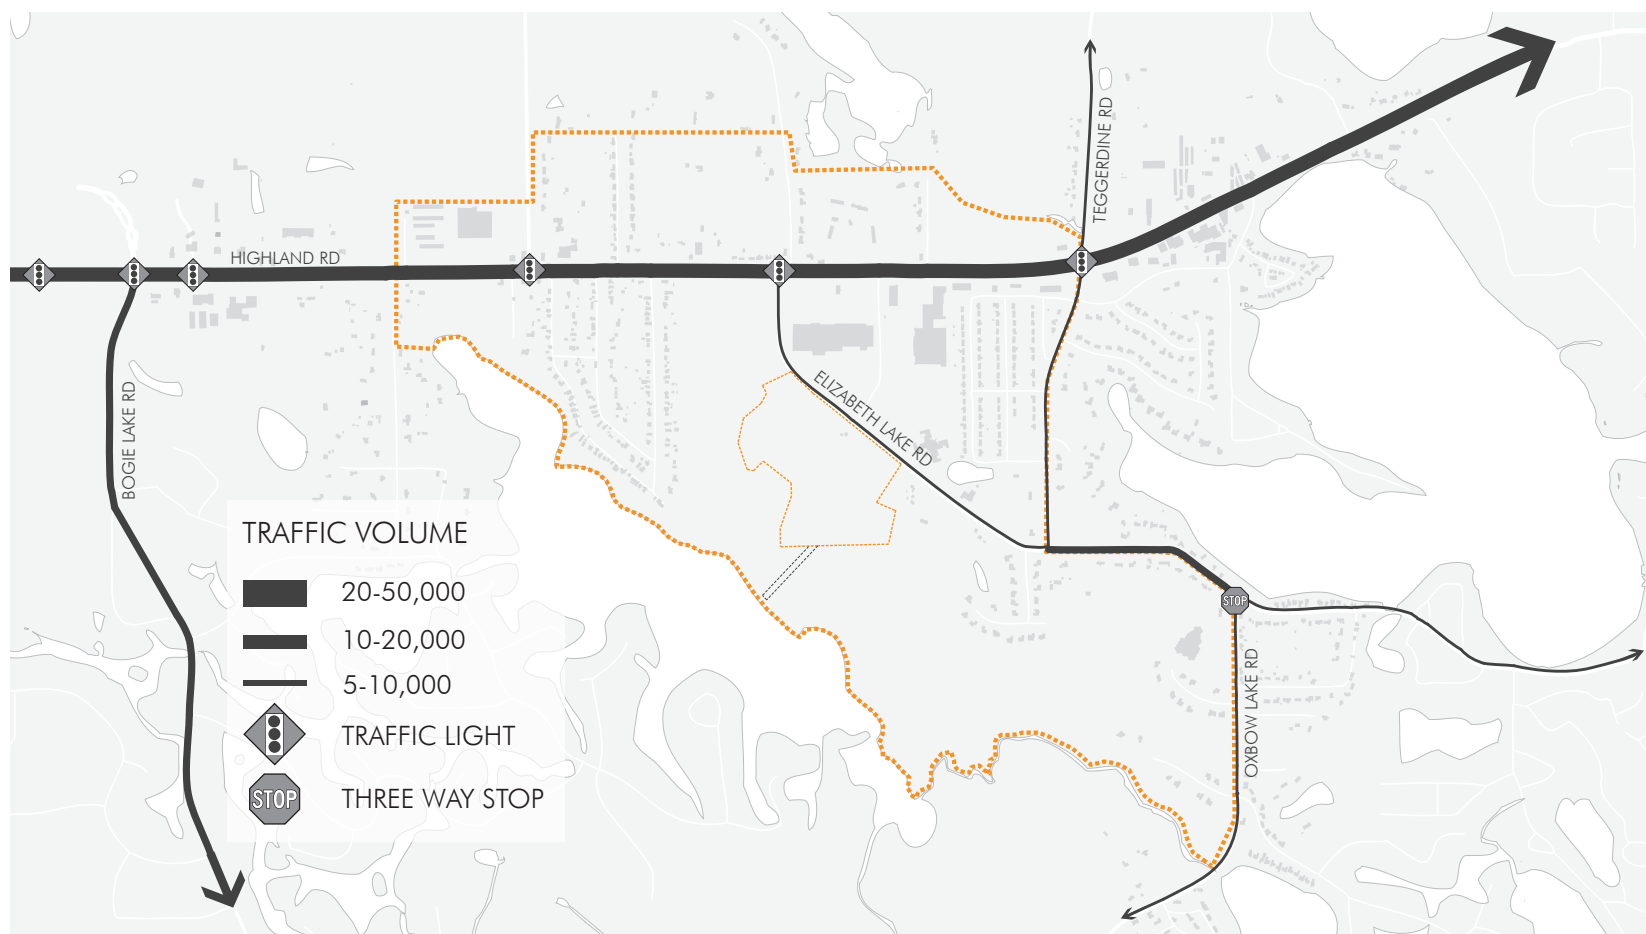 TEGGERDINE RD
HIGHLAND RD
BOGIE LAKE RD
ELIZABETH LAKE RD
TRAFFIC VOLUME
20-50,000
10-20,000
5-10,000
TRAFFIC LIGHT
STOP
THREE WAY STOP
STOP
OXBOW LAKE RD